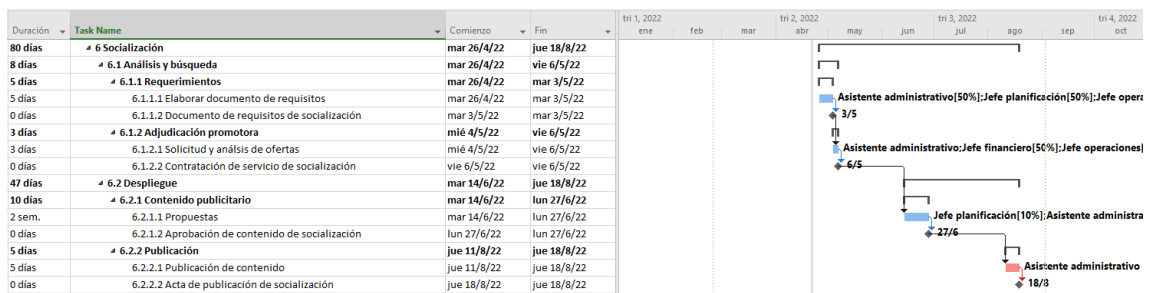 tri 1, 2022 tri 2, 2022 tri 3, 2022 tri 4, 2022
Duración Task Name Comienzo Fin ene feb mar abr may jun jul ago sep oct
80 días 6 Socialización mar 26/4/22 jue 18/8/22
8 días 6.1 Análisis y búsqueda mar 26/4/22 vie 6/5/22
5 días 6.1.1 Requerimientos mar 26/4/22 mar 3/5/22
5 días 6.1.1.1 Elaborar documento de requisitos mar 26/4/22 mar 3/5/22 Asistente administrativo[50%];Jefe planificación[50%];Jefe opera
0 días 6.1.1.2 Documento de requisitos de socialización mar 3/5/22 mar 3/5/22 3/5
3 días 6.1.2 Adjudicación promotora mié 4/5/22 vie 6/5/22
3 días 6.1.2.1 Solicitud y análsis de ofertas mié 4/5/22 vie 6/5/22 Asistente administrativo;Jefe financiero[50%];Jefe operaciones[
0 días 6.1.2.2 Contratación de servicio de socialización vie 6/5/22 vie 6/5/22 6/5
47 días 6.2 Despliegue mar 14/6/22 jue 18/8/22
10 días 6.2.1 Contenido publicitario mar 14/6/22 lun 27/6/22
2 sem. 6.2.1.1 Propuestas mar 14/6/22 lun 27/6/22 Jefe planificación[10%];Asistente administra
0 días 6.2.1.2 Aprobación de contenido de socialización lun 27/6/22 lun 27/6/22 27/6
5 días 6.2.2 Publicación jue 11/8/22 jue 18/8/22
5 días 6.2.2.1 Publicación de contenido jue 11/8/22 jue 18/8/22 Asistente administrativo
0 días 6.2.2.2 Acta de publicación de socialización jue 18/8/22 jue 18/8/22 18/8